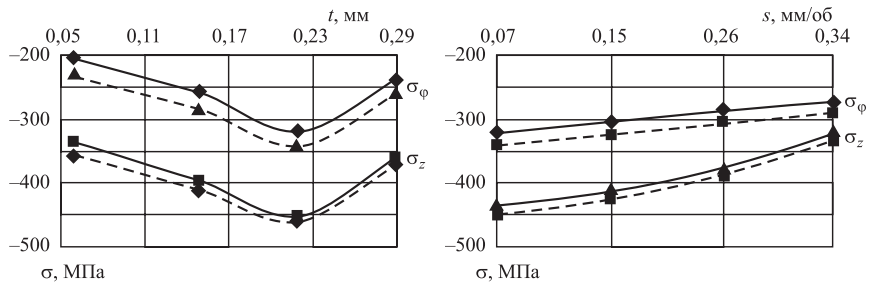 t, мм
0,05 0,11 0,17 0,23 0,29
–200
–300
–400
–500
σφ
σz
σ, МПа
s, мм/об
0,07 0,15 0,26 0,34
–200
–300
–400
–500
σφ
σz
σ, МПа